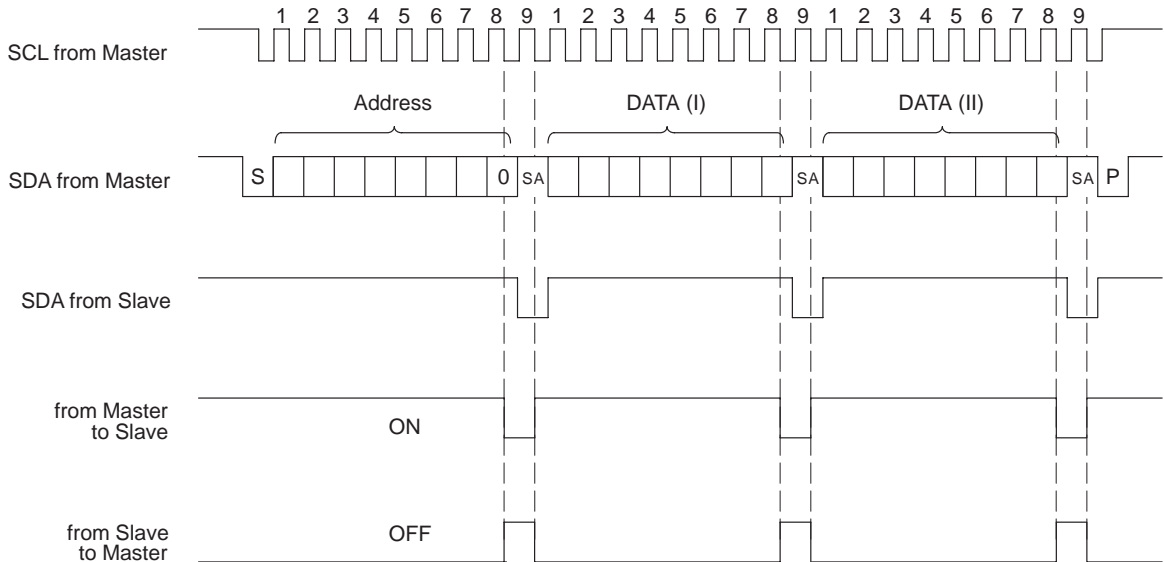 1 2 3 4 5 6 7 8 9 1 2 3 4 5 6 7 8 9 1 2 3 4 5 6 7 8 9
SCL from Master
Address DATA (I) DATA (II)
SDA from Master S 0 SA SA SA P
SDA from Slave
from Master
to Slave
ON
from Slave
to Master
OFF